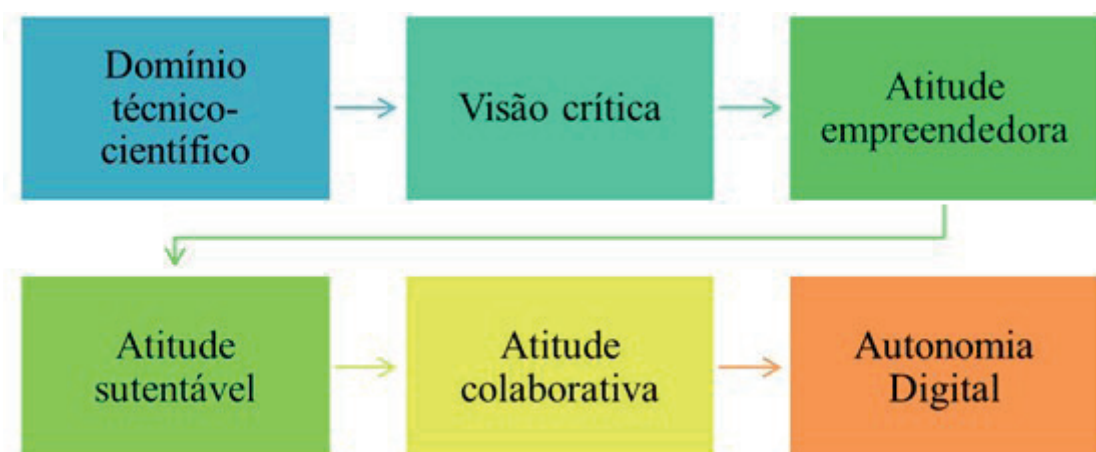 Domínio
técnico-
científico
Visão crítica
Atitude
empreendedora
Atitude
sutentável
Atitude
colaborativa
Autonomia
Digital